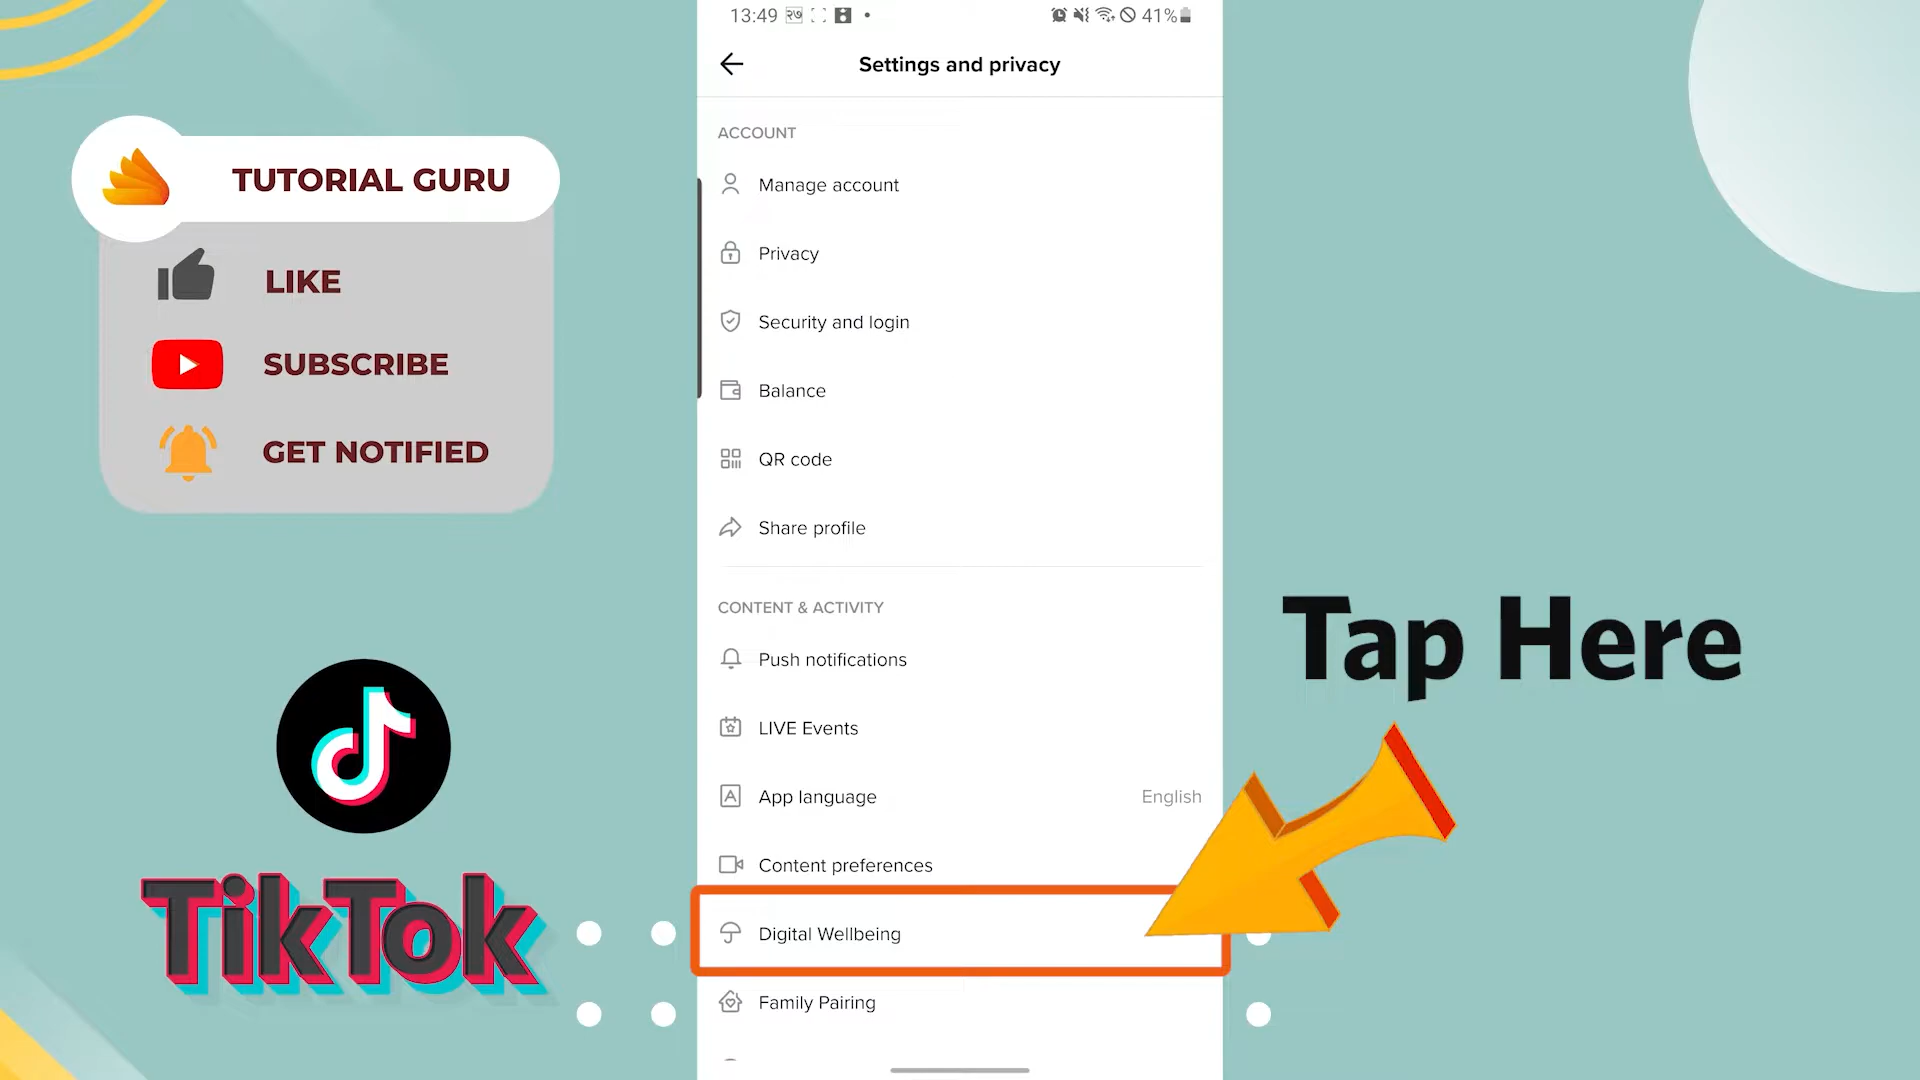 13:49
41%
Settings and privacy
ACCOUNT
Manage account
Privacy
Security and login
Balance
QR code
Share profile
CONTENT & ACTIVITY
Push notifications
LIVE Events
App language English
Content preferences
Digital Wellbeing
Family Pairing
TUTORIAL GURU
LIKE
SUBSCRIBE
GET NOTIFIED
TikTok
Tap Here